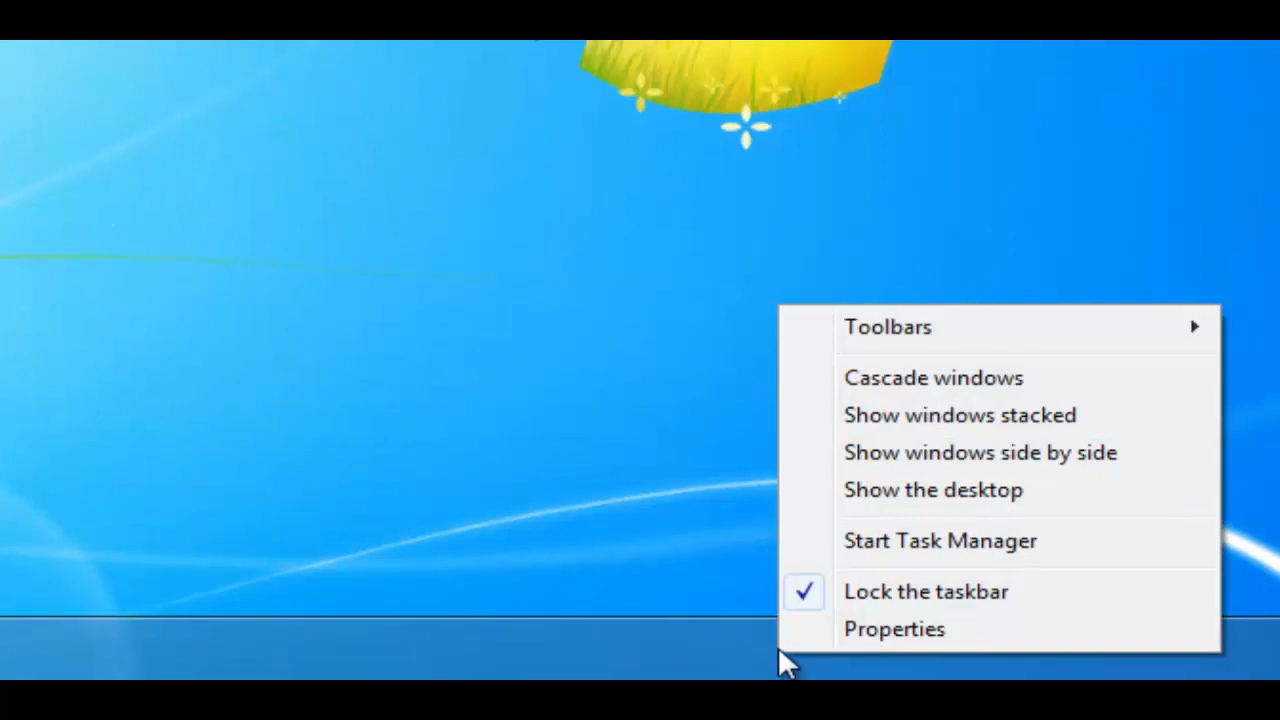 Toolbars
Cascade windows
Show windows stacked
Show windows side by side
Show the desktop
Start Task Manager
Lock the taskbar
Properties